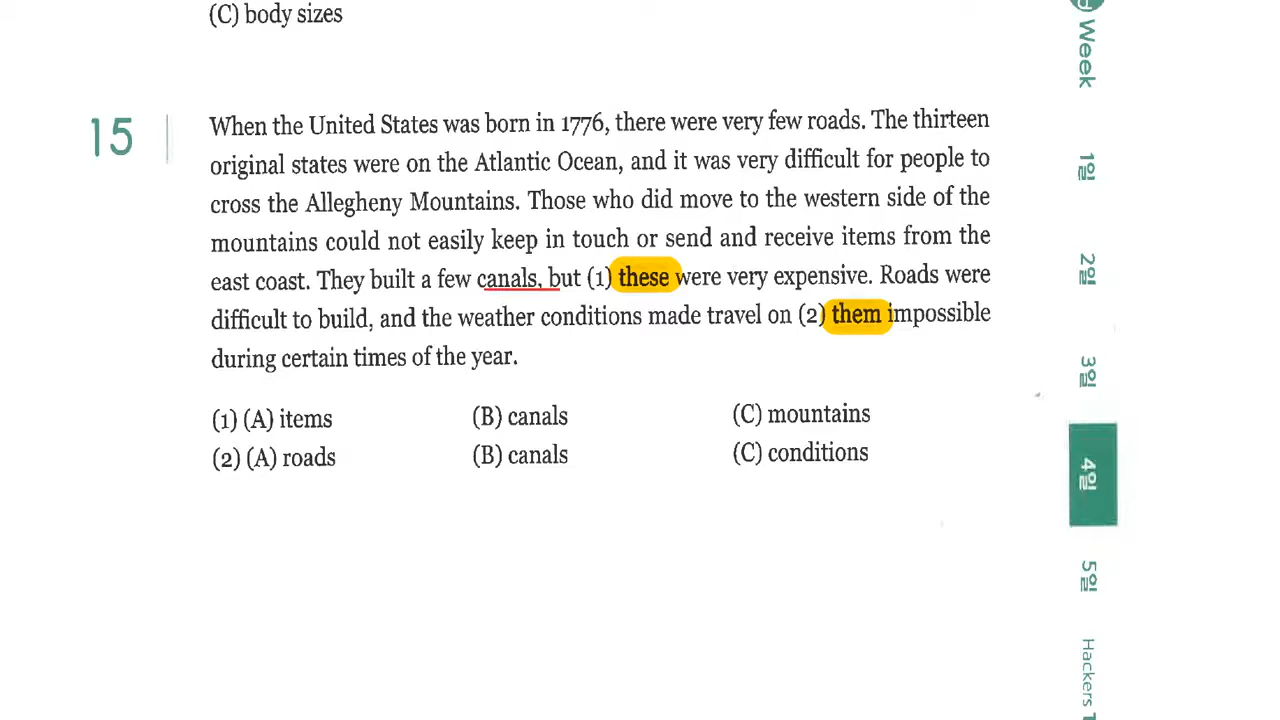 (C) body sizes
15
When the United States was born in 1776, there were very few roads. The thirteen
original states were on the Atlantic Ocean, and it was very difficult for people to
cross the Allegheny Mountains. Those who did move to the western side of the
mountains could not easily keep in touch or send and receive items from the
east coast. They built a few canals, but (1) these were very expensive. Roads were
difficult to build, and the weather conditions made travel on (2) them impossible
during certain times of the year.
(1) (A) items (B) canals (C) mountains
(2) (A) roads (B) canals (C) conditions
Week
1일
2일
3일
4일
5일
Hackers